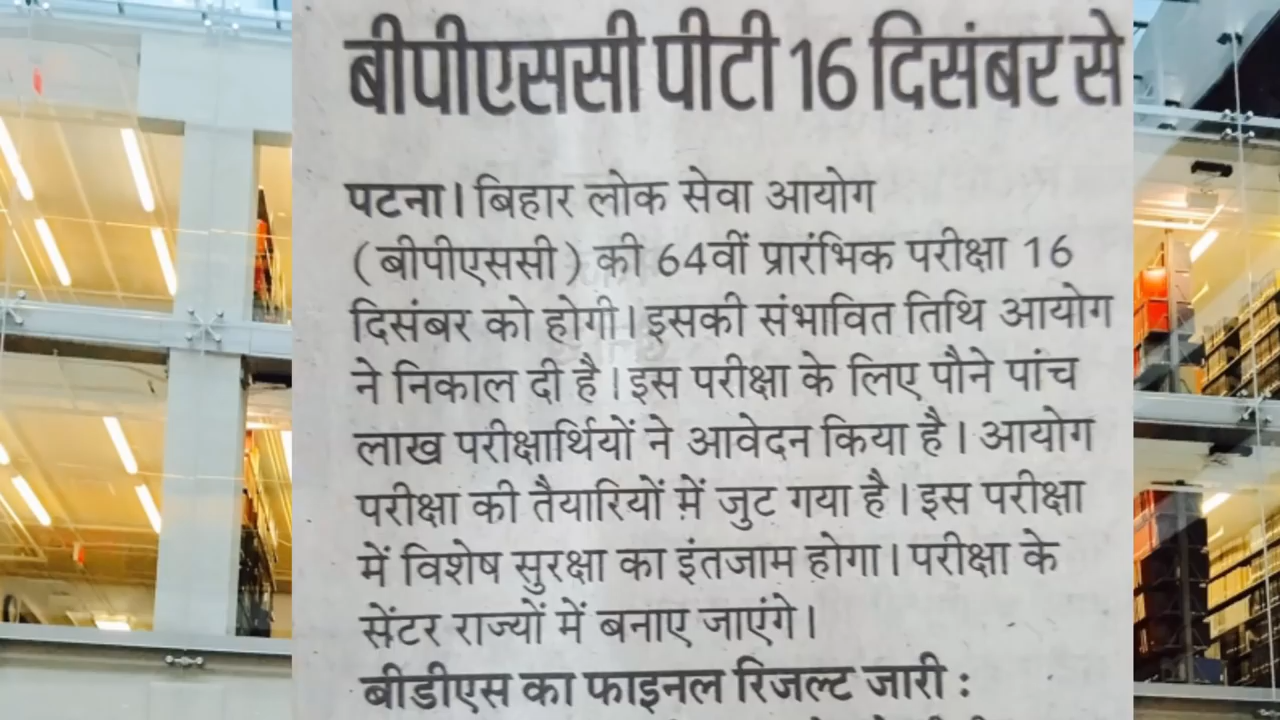 बीपीएससी पीटी 16 दिसंबर से
पटना। बिहार लोक सेवा आयोग
(बीपीएससी) की 64वीं प्रारंभिक परीक्षा 16
दिसंबर को होगी। इसकी संभावित तिथि आयोग
ने निकाल दी है। इस परीक्षा के लिए पौने पांच
लाख परीक्षार्थियों ने आवेदन किया है। आयोग
परीक्षा की तैयारियों में जुट गया है। इस परीक्षा
में विशेष सुरक्षा का इंतजाम होगा। परीक्षा के
सेंटर राज्यों में बनाए जाएंगे।
बीडीएस का फाइनल रिजल्ट जारी :